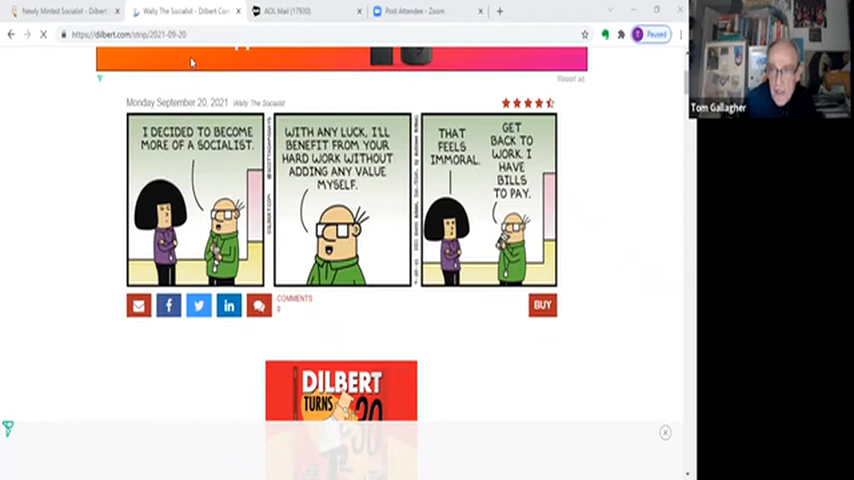 Newly Minted Socialist - Dilbert
Wally The Socialist - Dilbert Com
AOL Mail (17930)
Post Attendee - Zoom
https://dilbert.com/strip/2021-09-20
Paused
Report ad
Tom Gallagher
Monday September 20, 2021 Wally The Socialist
I DECIDED TO BECOME
MORE OF A SOCIALIST.
WITH ANY LUCK, I'LL
BENEFIT FROM YOUR
HARD WORK WITHOUT
ADDING ANY VALUE
MYSELF.
THAT
FEELS
IMMORAL.
GET
BACK TO
WORK. I
HAVE
BILLS
TO PAY.
COMMENTS
0
BUY
DILBERT
TURNS
30